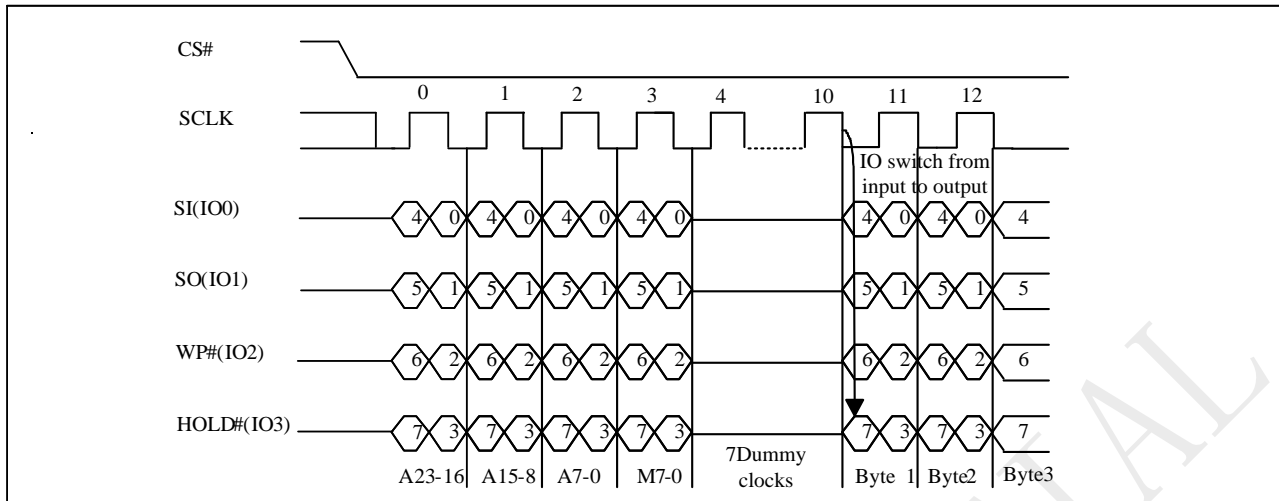 CS#
0 1 2 3 4 10 11 12
SCLK
IO switch from
input to output
SI(IO0) 4 0 4 0 4 0 4 0 4 0 4 0 4
SO(IO1) 5 1 5 1 5 1 5 1 5 1 5 1 5
WP#(IO2) 6 2 6 2 6 2 6 2 6 2 6 2 6
HOLD#(IO3) 7 3 7 3 7 3 7 3 7 3 7 3 7
A23-16 A15-8 A7-0 M7-0 7Dummy Byte 1 Byte2 Byte3
clocks
TIAL